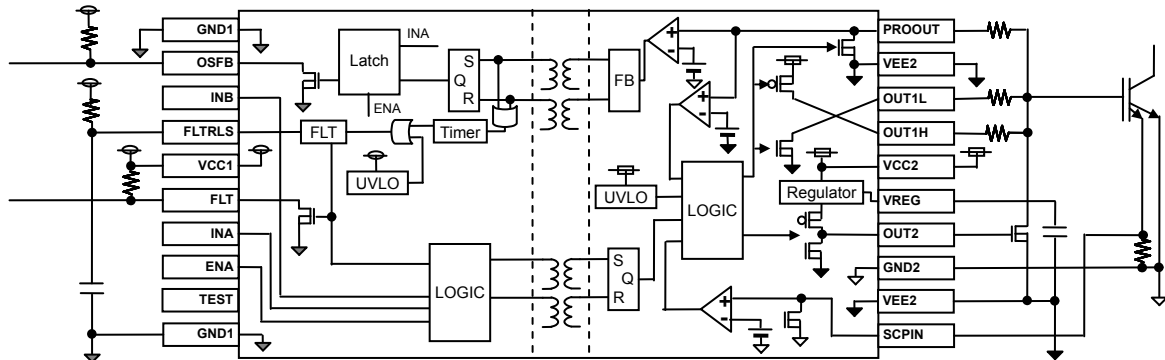 GND1
OSFB
INB
FLTRLS
VCC1
FLT
INA
ENA
TEST
GND1
INA
Latch
ENA
S
Q
R
FLT
Timer
UVLO
LOGIC
FB
+
-
+
-
UVLO
LOGIC
S
Q
R
+
-
Regulator
PROOUT
VEE2
OUT1L
OUT1H
VCC2
VREG
OUT2
GND2
VEE2
SCPIN